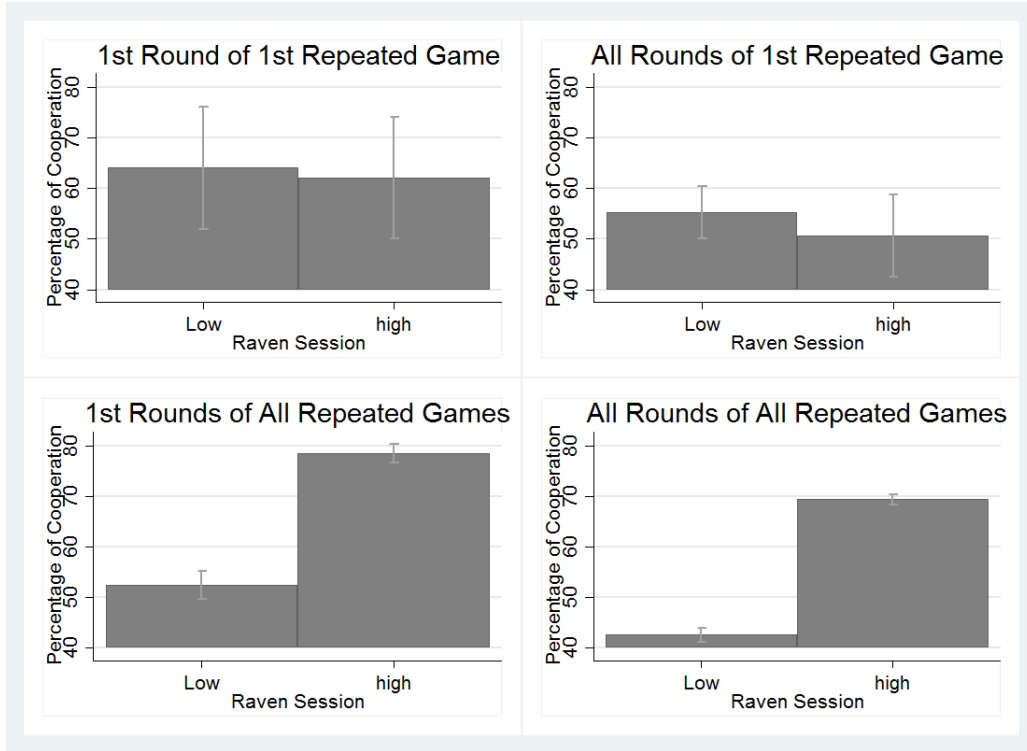 1st Round of 1st Repeated Game
Percentage of Cooperation
80
70
60
50
40
Low high
Raven Session
All Rounds of 1st Repeated Game
Percentage of Cooperation
80
70
60
50
40
Low high
Raven Session
1st Rounds of All Repeated Games
Percentage of Cooperation
80
70
60
50
40
Low high
Raven Session
All Rounds of All Repeated Games
Percentage of Cooperation
80
70
60
50
40
Low high
Raven Session